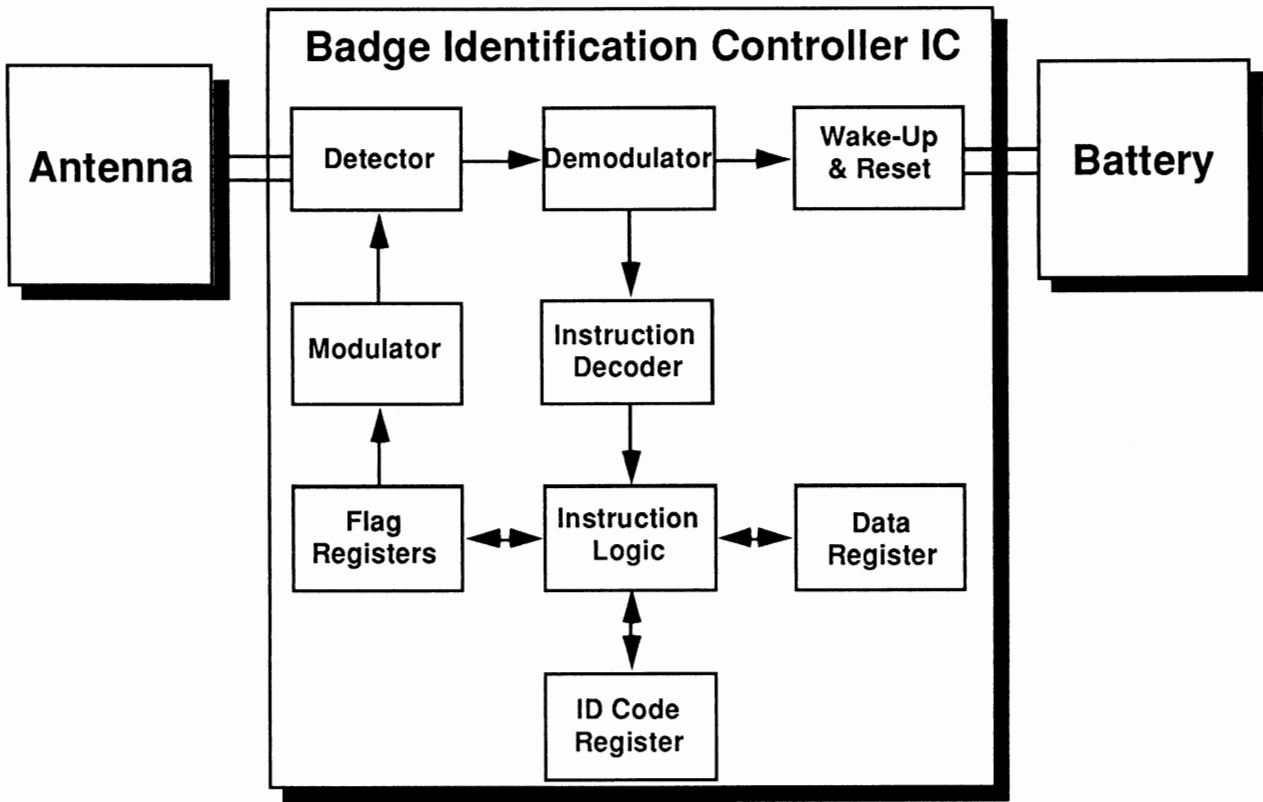 Badge Identification Controller IC
Antenna
Detector
Demodulator
Wake-Up
& Reset
Battery
Modulator
Instruction
Decoder
Flag
Registers
Instruction
Logic
Data
Register
ID Code
Register